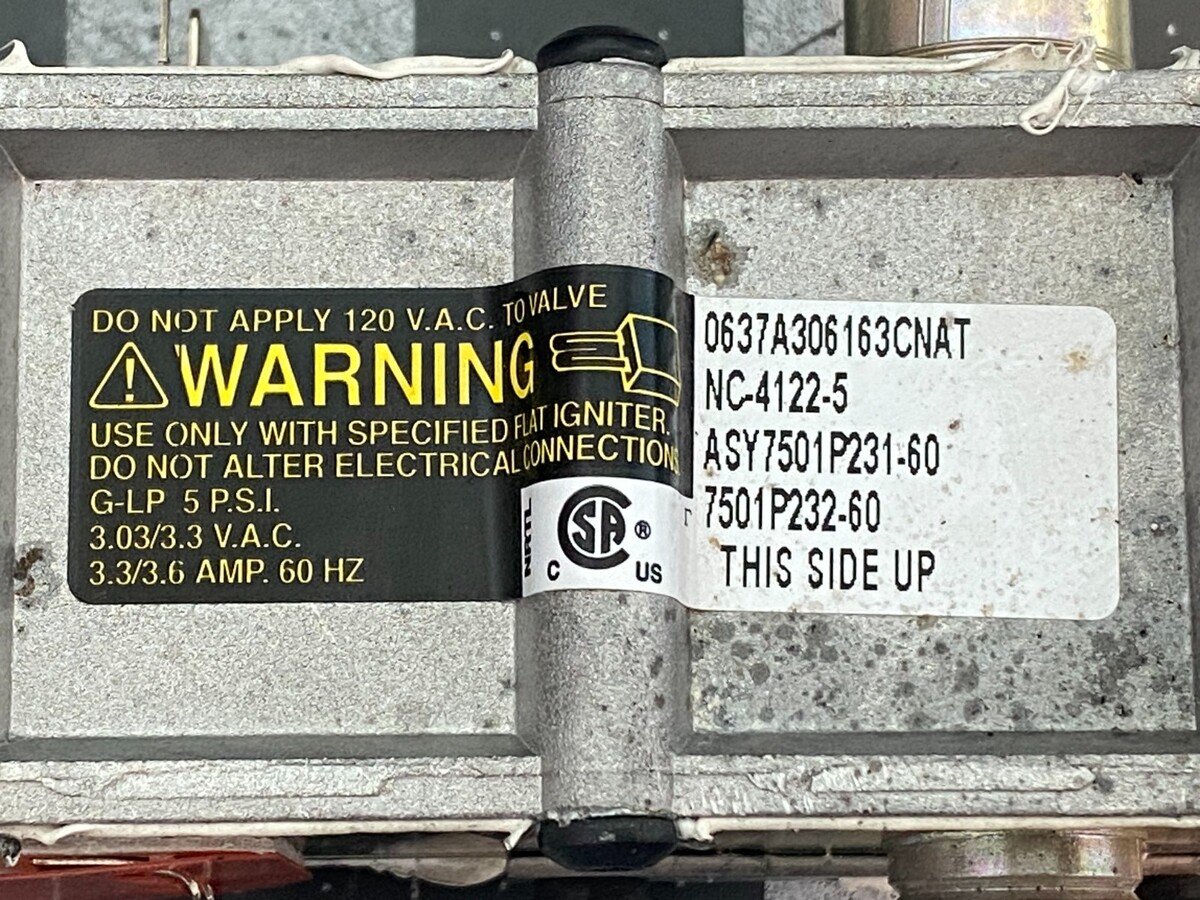 DO NOT APPLY 120 V.A.C. TO VALVE
WARNING
USE ONLY WITH SPECIFIED FLAT IGNITER.
DO NOT ALTER ELECTRICAL CONNECTIONS
G-LP 5 P.S.I.
3.03/3.3 V.A.C.
3.3/3.6 AMP. 60 HZ
NRTL
SA ®
C US
0637A306163CNAT
NC-4122-5
ASY7501P231-60
7501P232-60
THIS SIDE UP